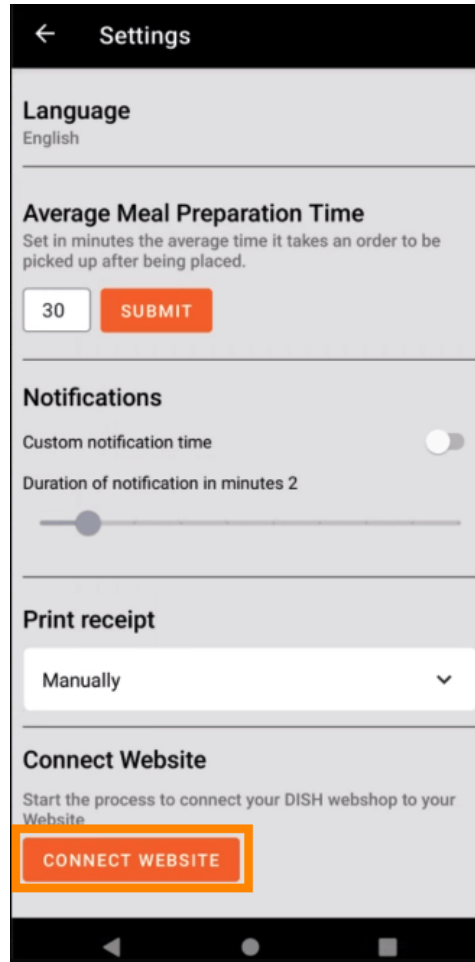 Settings
Language
English
Average Meal Preparation Time
Set in minutes the average time it takes an order to be
picked up after being placed.
30 SUBMIT
Notifications
Custom notification time
Duration of notification in minutes 2
Print receipt
Manually
Connect Website
Start the process to connect your DISH webshop to your
Website
CONNECT WEBSITE